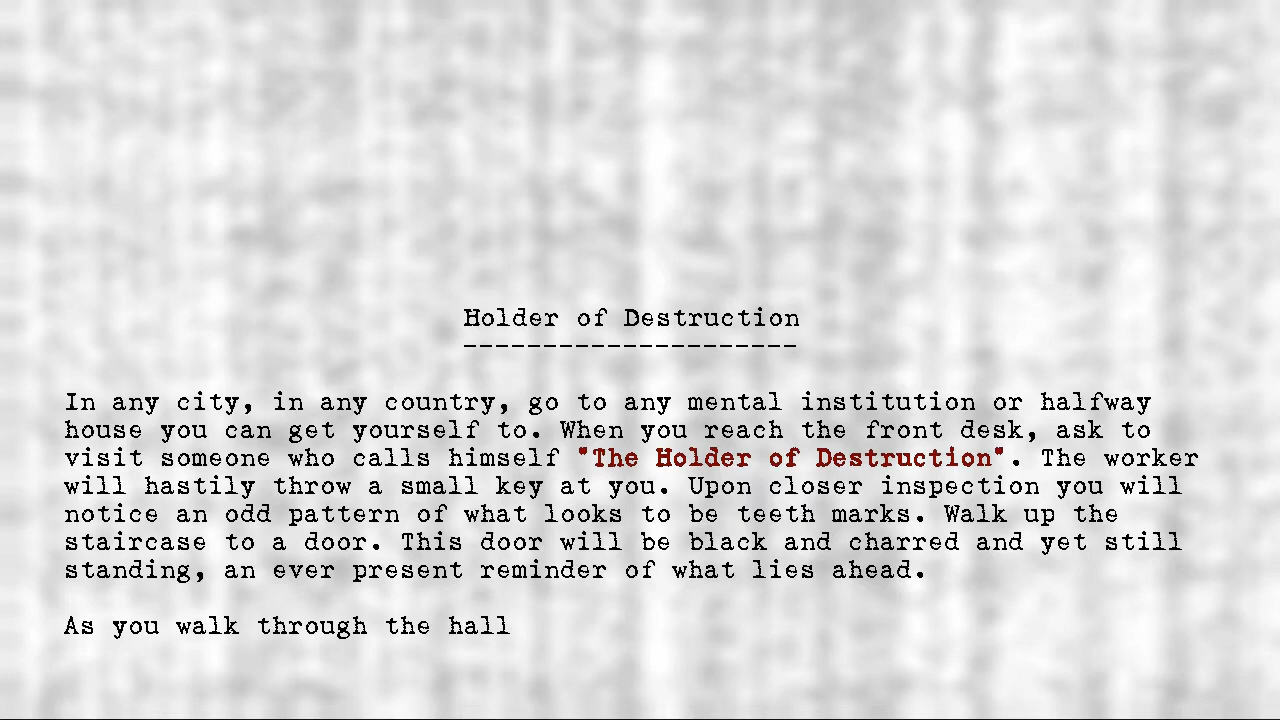 Holder of Destruction
---------------------
In any city, in any country, go to any mental institution or halfway
house you can get yourself to. When you reach the front desk, ask to
visit someone who calls himself "The Holder of Destruction". The worker
will hastily throw a small key at you. Upon closer inspection you will
notice an odd pattern of what looks to be teeth marks. Walk up the
staircase to a door. This door will be black and charred and yet still
standing, an ever present reminder of what lies ahead.
As you walk through the hall